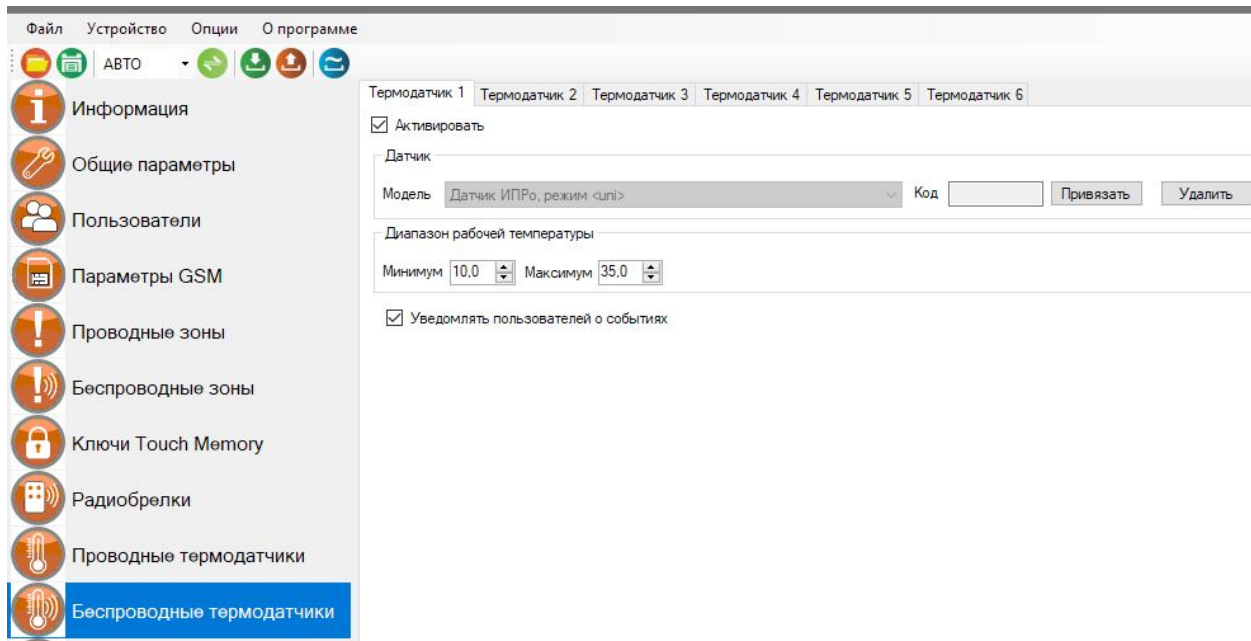 Файл Устройство Опции О программе
АВТО
Информация
Общие параметры
Пользователи
Параметры GSM
Проводные зоны
Беспроводные зоны
Ключи Touch Memory
Радиобрелки
Проводные термодатчики
Беспроводные термодатчики
Термодатчик 1 Термодатчик 2 Термодатчик 3 Термодатчик 4 Термодатчик 5 Термодатчик 6
Активировать
Датчик
Модель Датчик ИПРо, режим <uni> Код Привязать Удалить
Диапазон рабочей температуры
Минимум 10,0 Максимум 35,0
Уведомлять пользователей о событиях